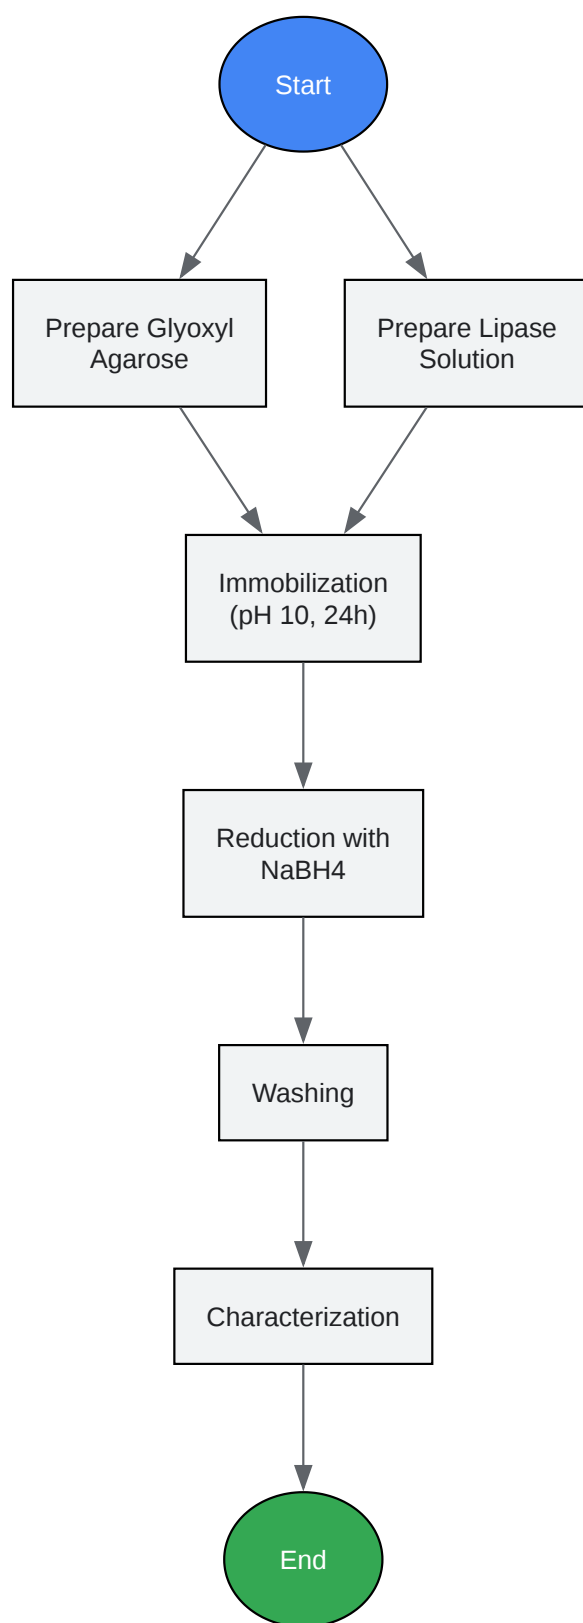 Start
Prepare Glyoxyl
Agarose
Prepare Lipase
Solution
Immobilization
(pH 10, 24h)
Reduction with
NaBH4
Washing
Characterization
End